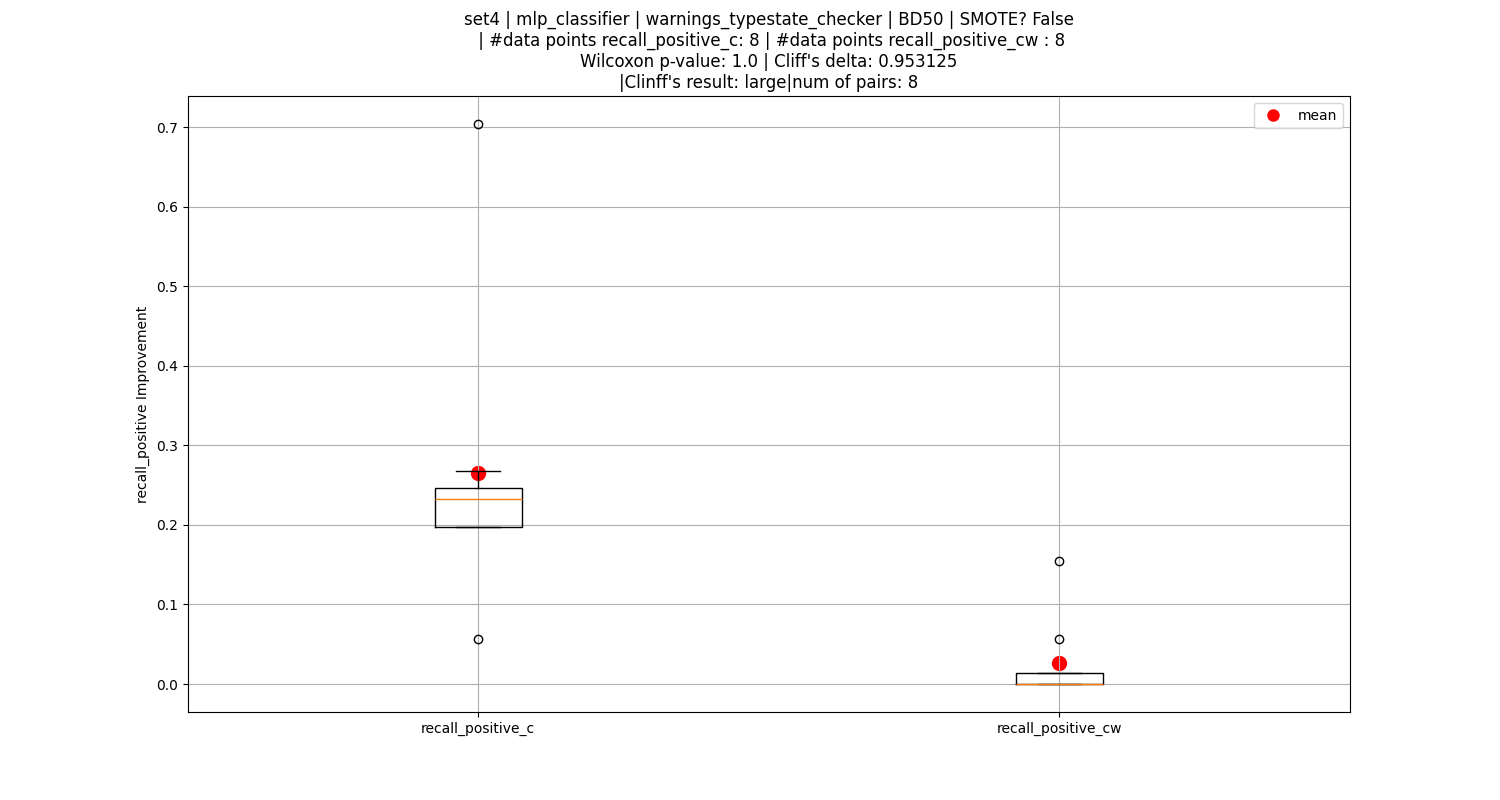 set4 | mlp_classifier | warnings_typestate_checker | BD50 | SMOTE? False
| #data points recall_positive_c: 8 | #data points recall_positive_cw : 8
Wilcoxon p-value: 1.0 | Cliff's delta: 0.953125
|Clinff's result: large|num of pairs: 8
mean
0.7
0.6
0.5
0.4
0.3
0.2
0.1
0.0
recall_positive Improvement
recall_positive_c
recall_positive_cw